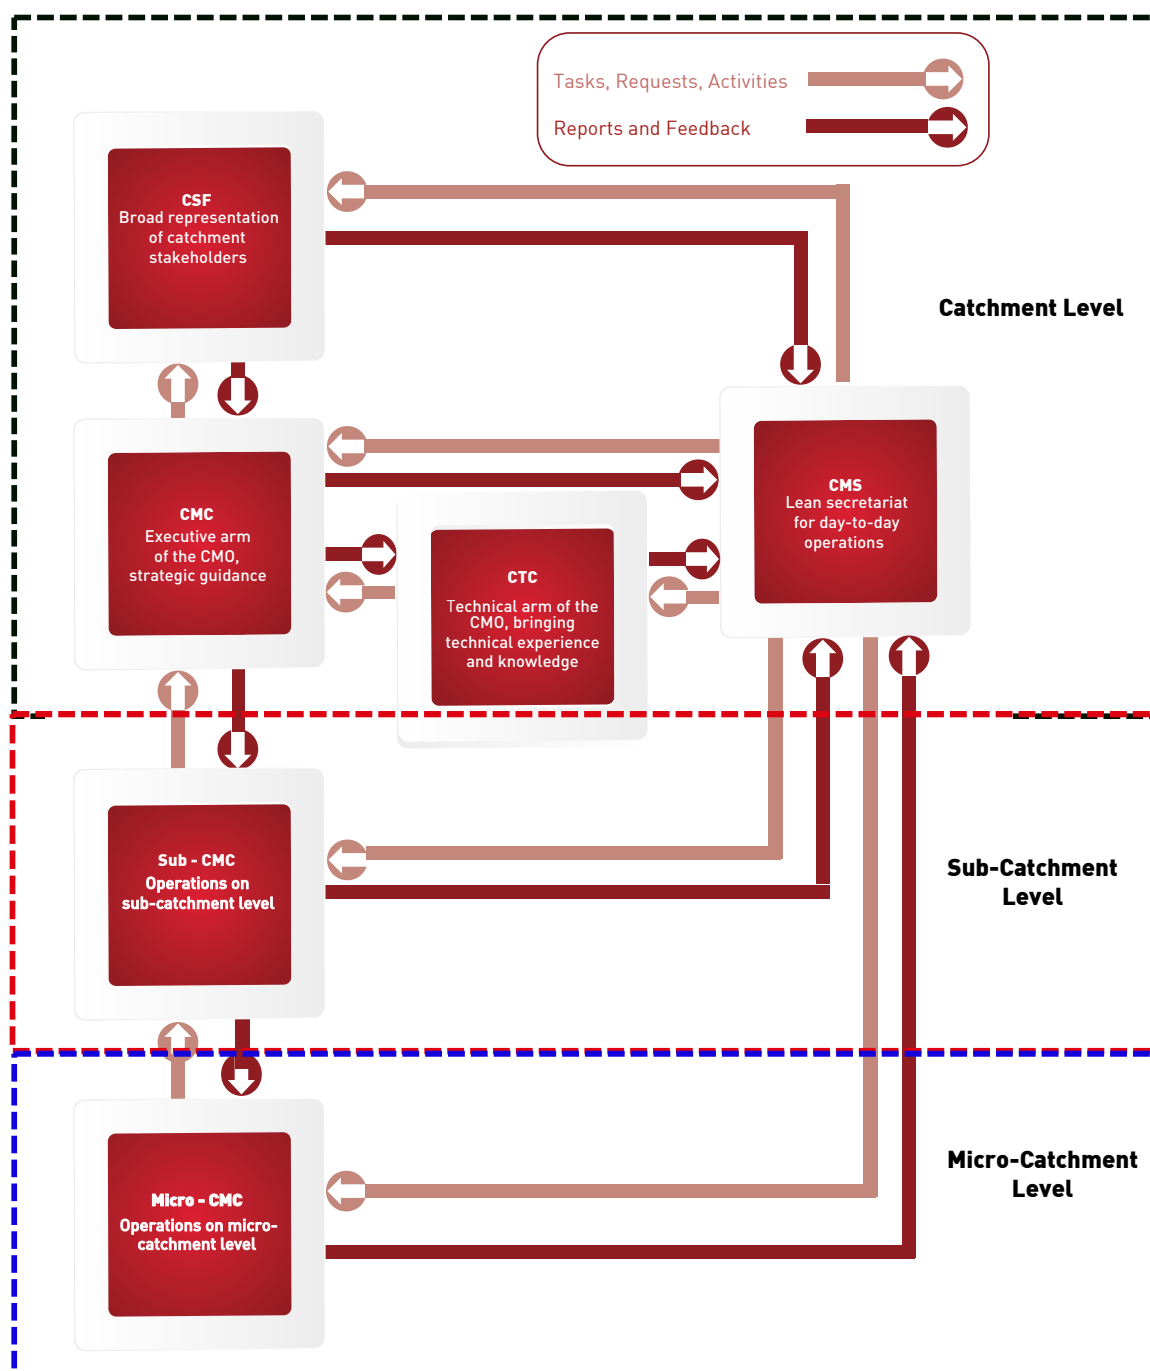 Tasks, Requests, Activities
Reports and Feedback
CSF
Broad representation
of catchment
stakeholders
Catchment Level
CMC
Executive arm
of the CMO,
strategic guidance
CTC
Technical arm of the
CMO, bringing
technical experience
and knowledge
CMS
Lean secretariat
for day-to-day
operations
Sub - CMC
Operations on
sub-catchment level
Sub-Catchment
Level
Micro - CMC
Operations on micro-
catchment level
Micro-Catchment
Level